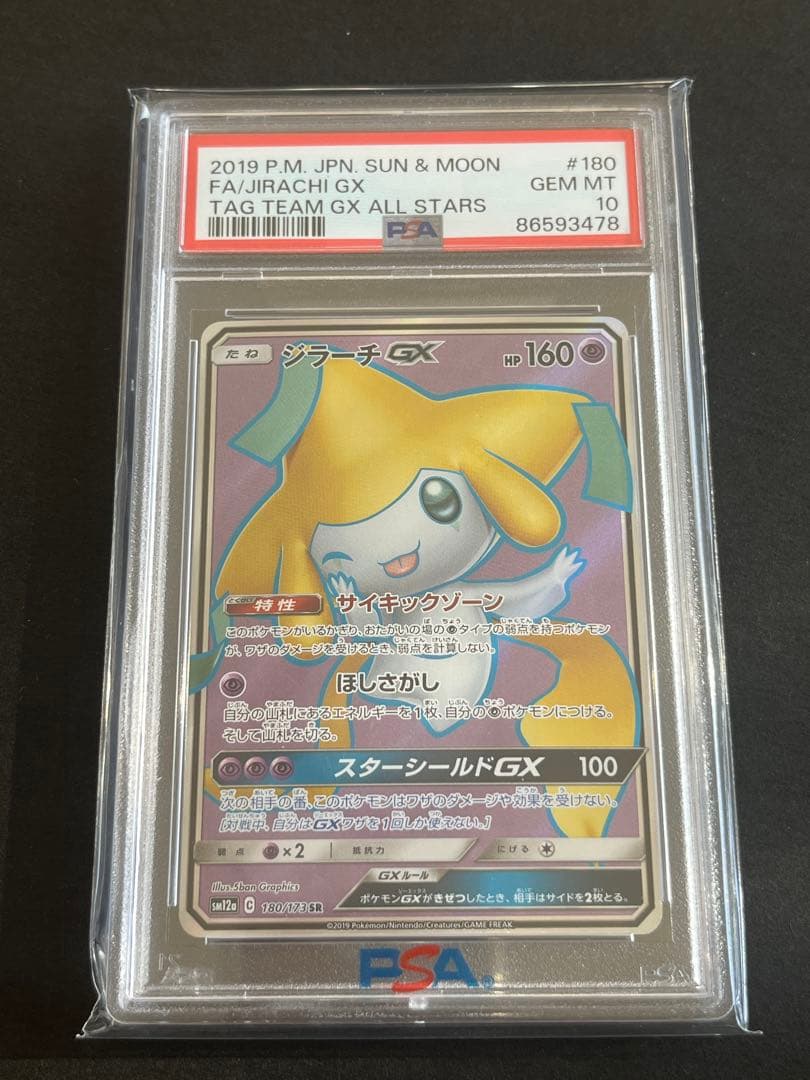 2019 P.M. JPN. SUN & MOON #180
FA/JIRACHI GX GEM MT
TAG TEAM GX ALL STARS 10
PSA 86593478
たね ジラーチGX HP160
特性 サイキックゾーン
このポケモンがいるかぎり、おたがいの場の超タイプの弱点を持つポケモン
が、ワザのダメージを受けるとき、弱点を計算しない。
ほしさがし
自分の山札にあるエネルギーを1枚、自分の超ポケモンにつける。
そして山札を切る。
スターシールドGX 100
次の相手の番、このポケモンはワザのダメージや効果を受けない。
[対戦中、自分はGXワザを1回しか使えない。]
弱点 ×2 抵抗力 にげる
GXルール
ポケモンGXがきぜつしたとき、相手はサイドを2枚とる。
Illus.5ban Graphics
sm12a C 180/173 SR
©2019 Pokémon/Nintendo/Creatures/GAME FREAK
PSA
PSA